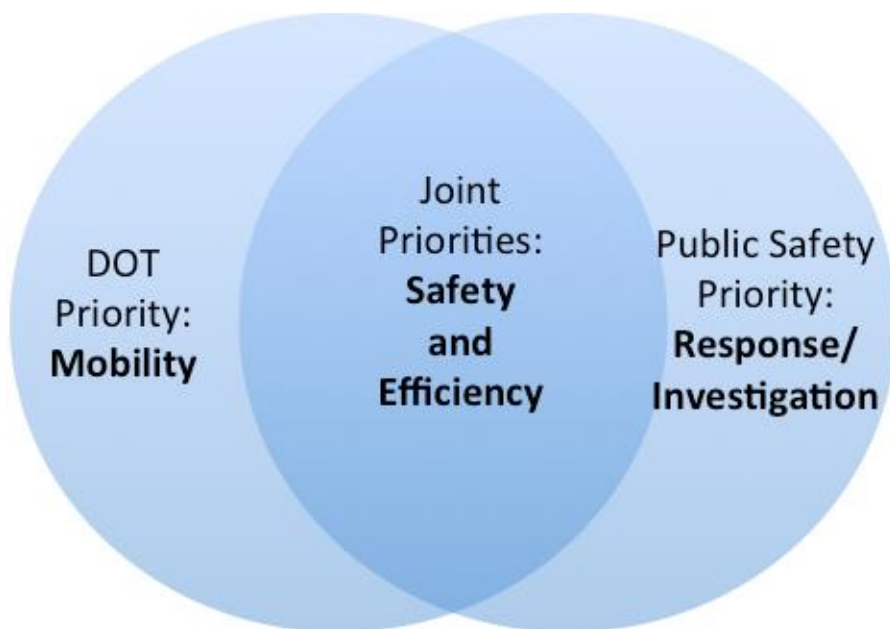 DOT
Priority:
Mobility
Joint
Priorities:
Safety
and
Efficiency
Public Safety
Priority:
Response/
Investigation